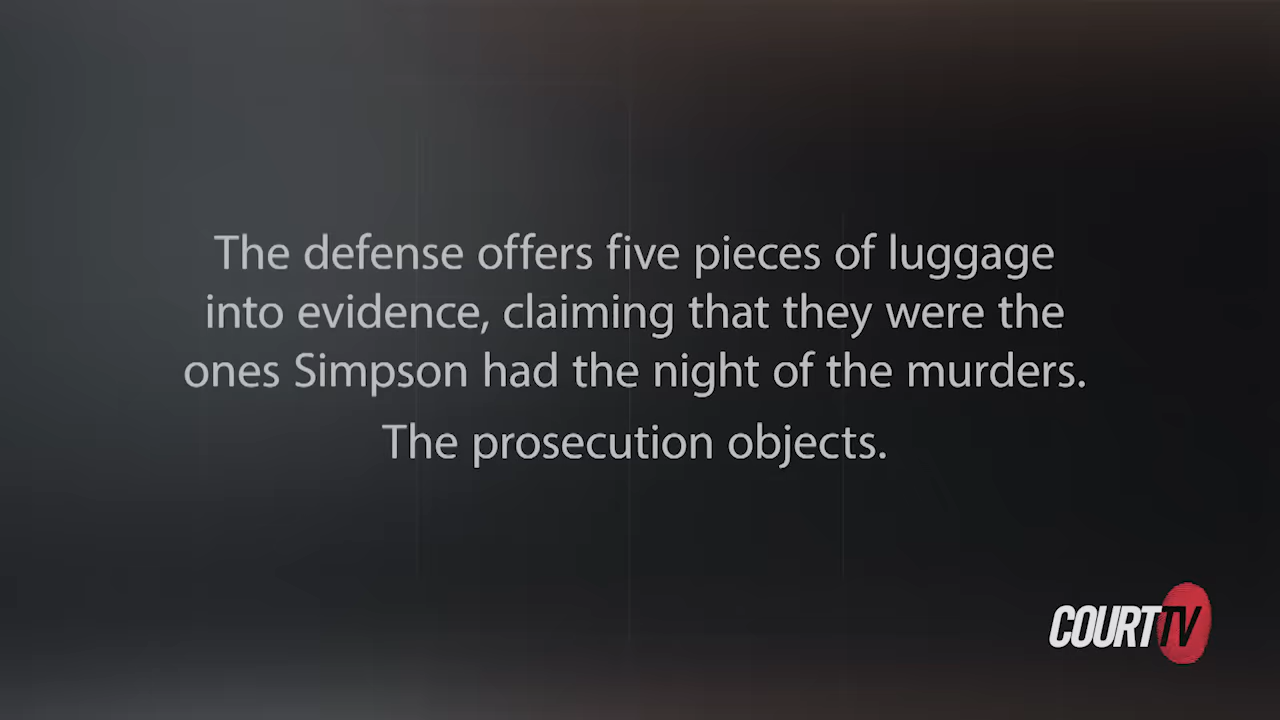 The defense offers five pieces of luggage
into evidence, claiming that they were the
ones Simpson had the night of the murders.
The prosecution objects.
COURT TV